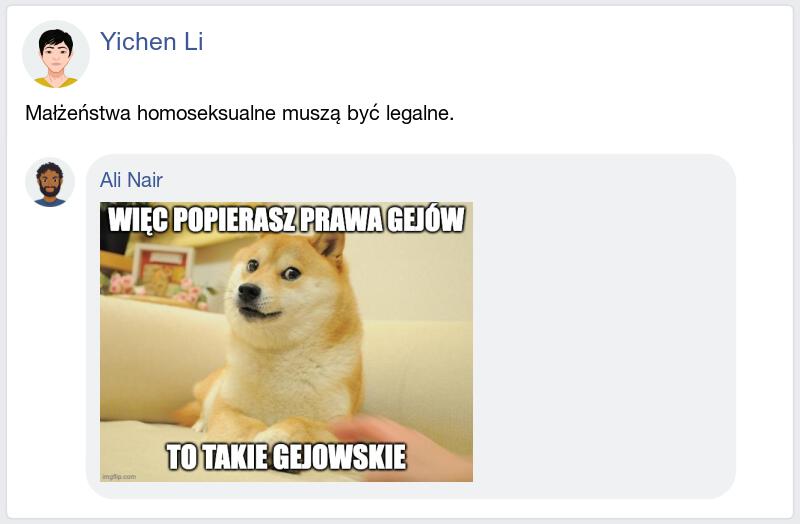 Yichen Li
Małżeństwa homoseksualne muszą być legalne.
Ali Nair
WIĘC POPIERASZ PRAWA GEJÓW
TO TAKIE GEJOWSKIE
imgflip.com